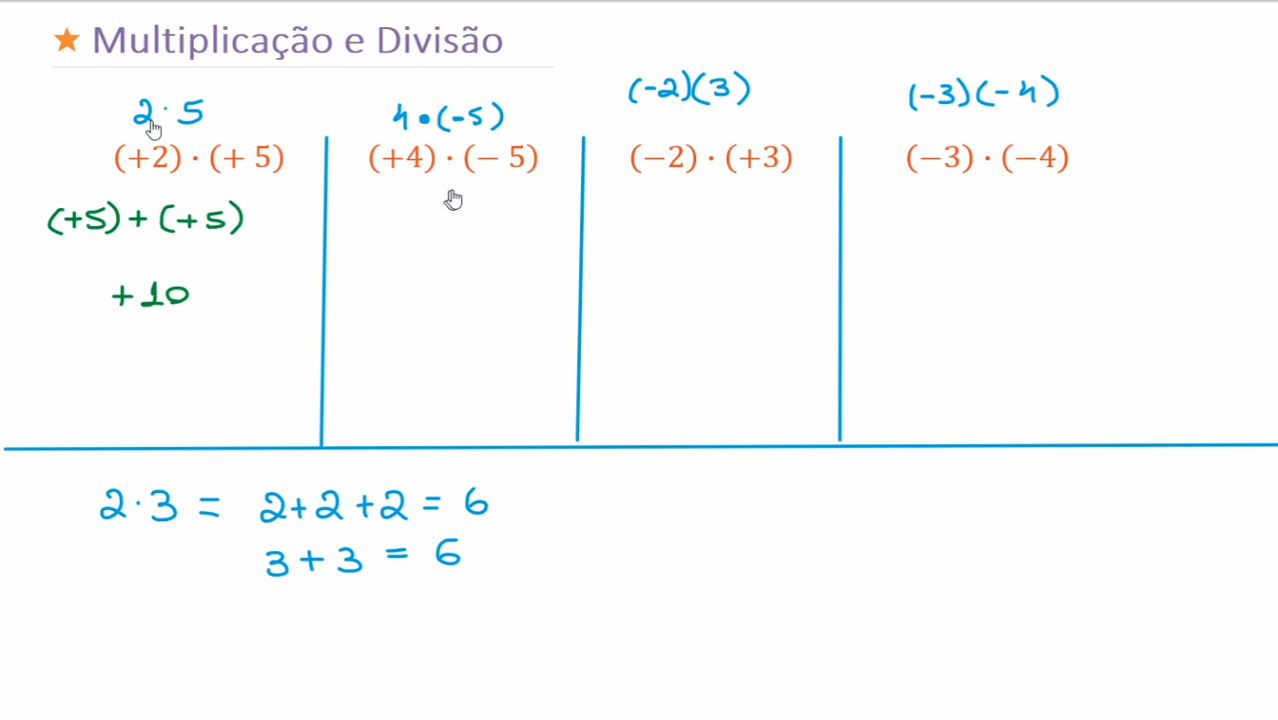 Multiplicação e Divisão
2 · 5
4 · (-5)
(-2)(3)
(-3)(-4)
(+2) · (+ 5)
(+4) · (− 5)
(−2) · (+3)
(−3) · (−4)
(+5) + (+5)
+10
2 · 3 = 2+2+2 = 6
3 + 3 = 6